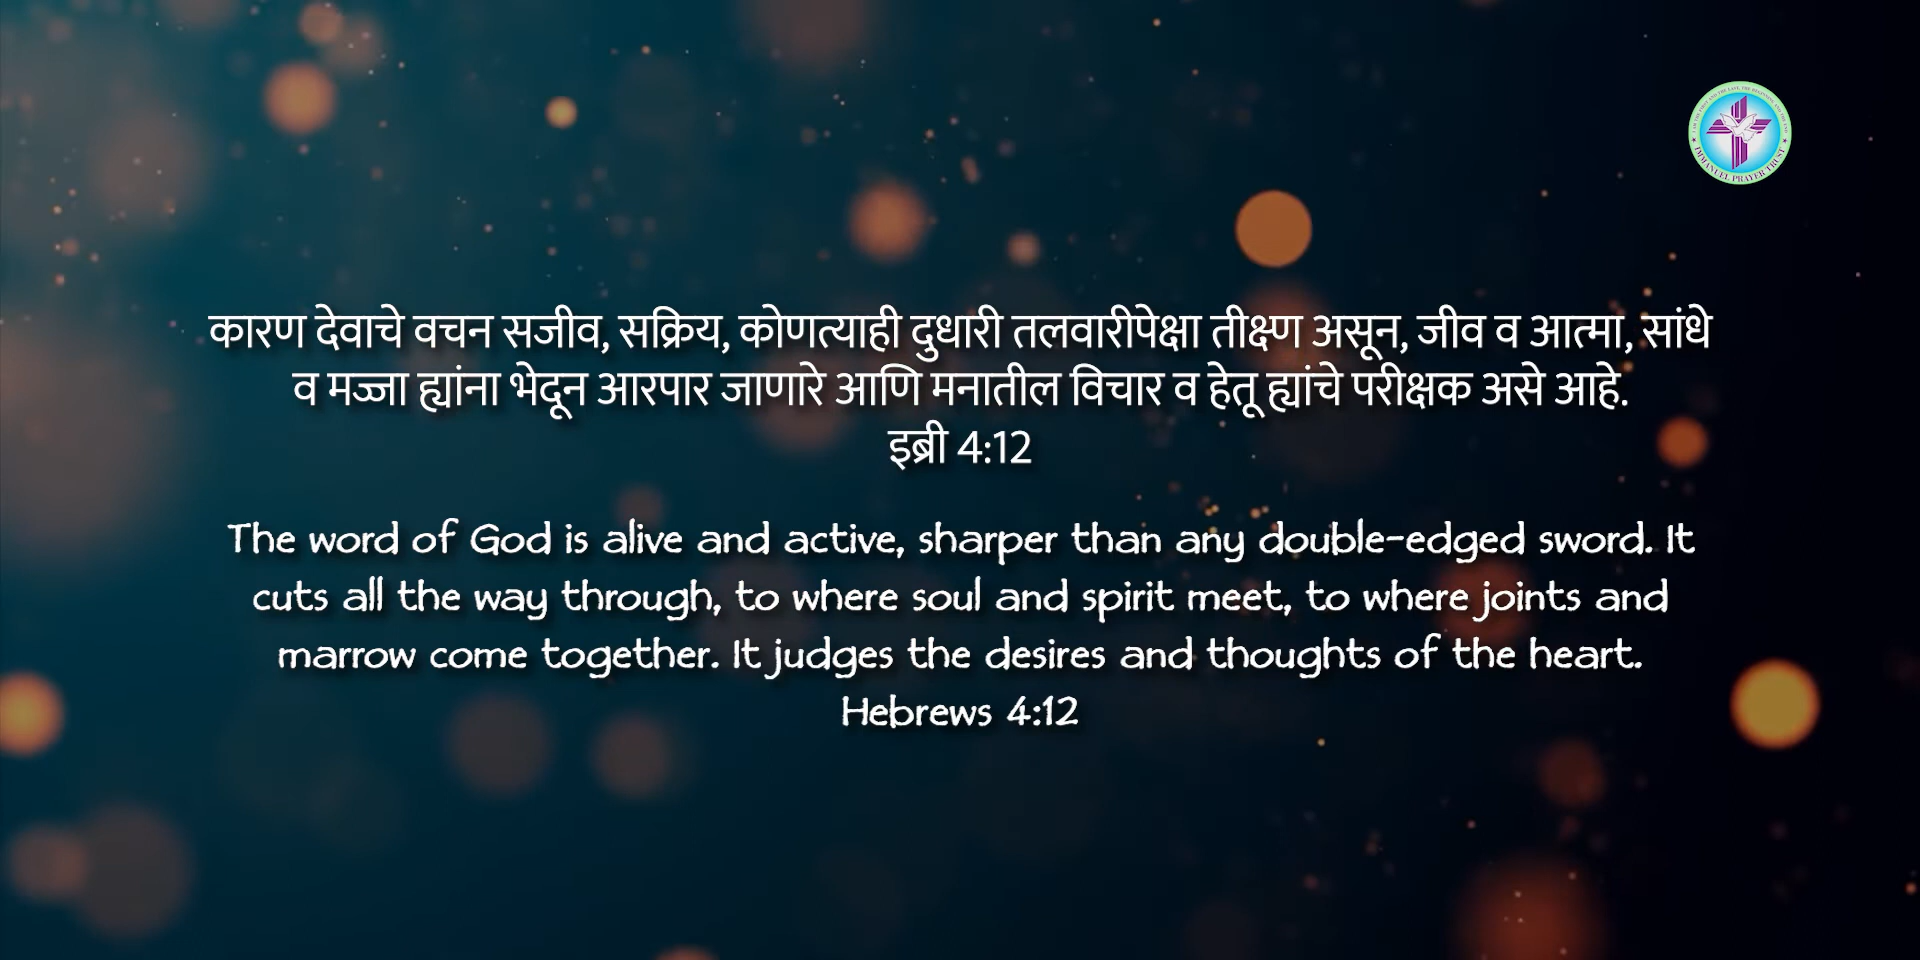 कारण देवाचे वचन सजीव, सक्रिय, कोणत्याही दुधारी तलवारीपेक्षा तीक्ष्ण असून, जीव व आत्मा, सांधे
व मज्जा ह्यांना भेदून आरपार जाणारे आणि मनातील विचार व हेतू ह्यांचे परीक्षक असे आहे.
इब्री 4:12
The word of God is alive and active, sharper than any double-edged sword. It
cuts all the way through, to where soul and spirit meet, to where joints and
marrow come together. It judges the desires and thoughts of the heart.
Hebrews 4:12
IMMANUEL PRAYER TRUST